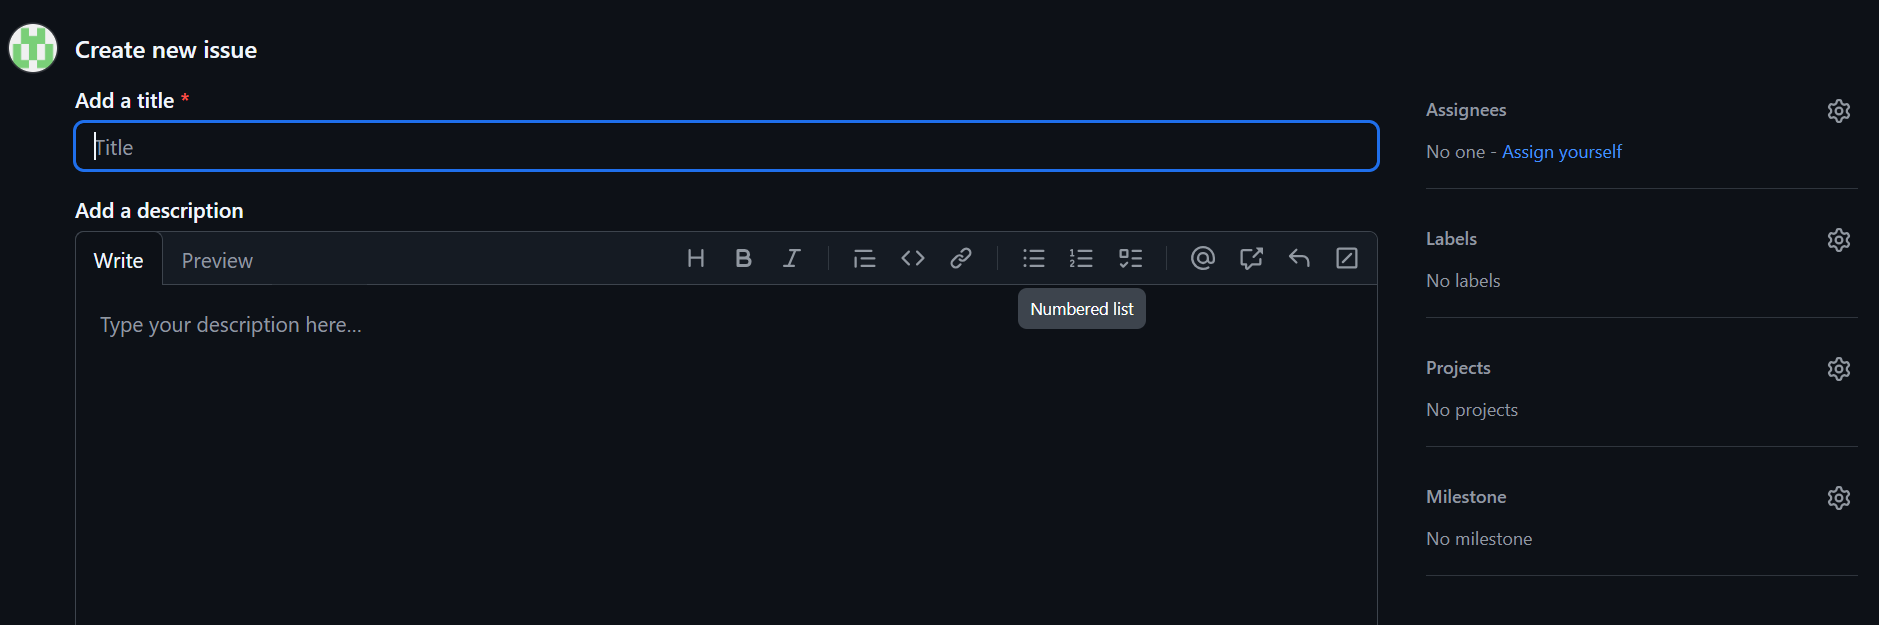 Create new issue
Add a title *
Title
Add a description
Write
Preview
Numbered list
Type your description here...
Assignees
No one - Assign yourself
Labels
No labels
Projects
No projects
Milestone
No milestone